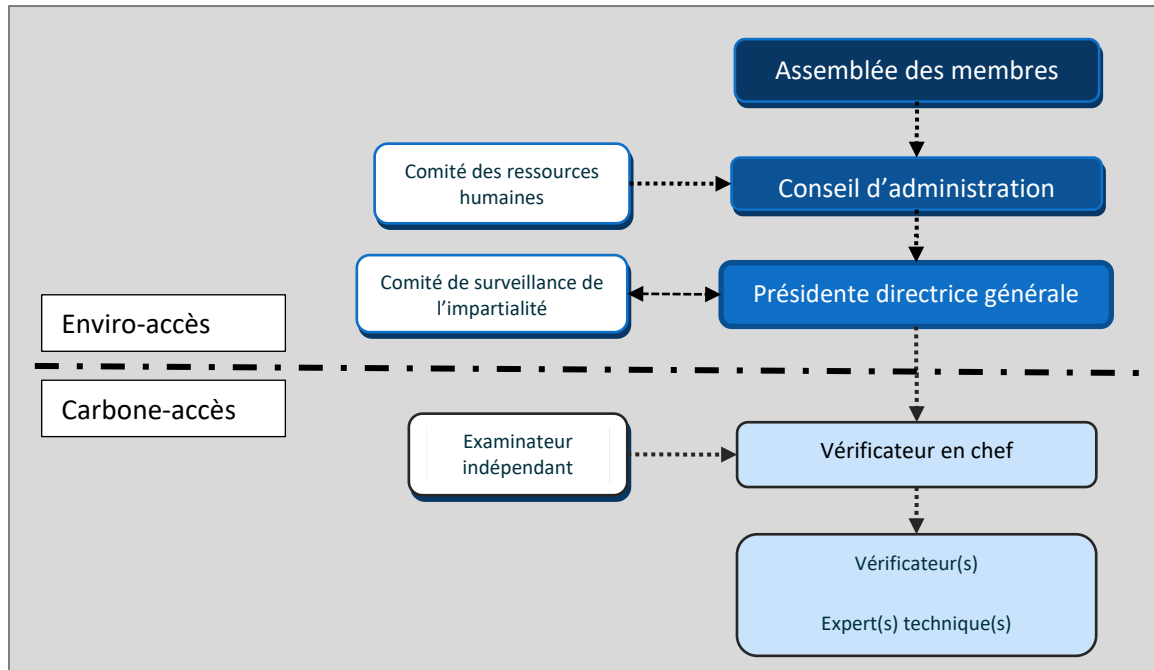 Assemblée des membres
Comité des ressources
humaines
Conseil d’administration
Comité de surveillance de
l’impartialité
Présidente directrice générale
Enviro-accès
Carbone-accès
Examinateur
indépendant
Vérificateur en chef
Vérificateur(s)
Expert(s) technique(s)